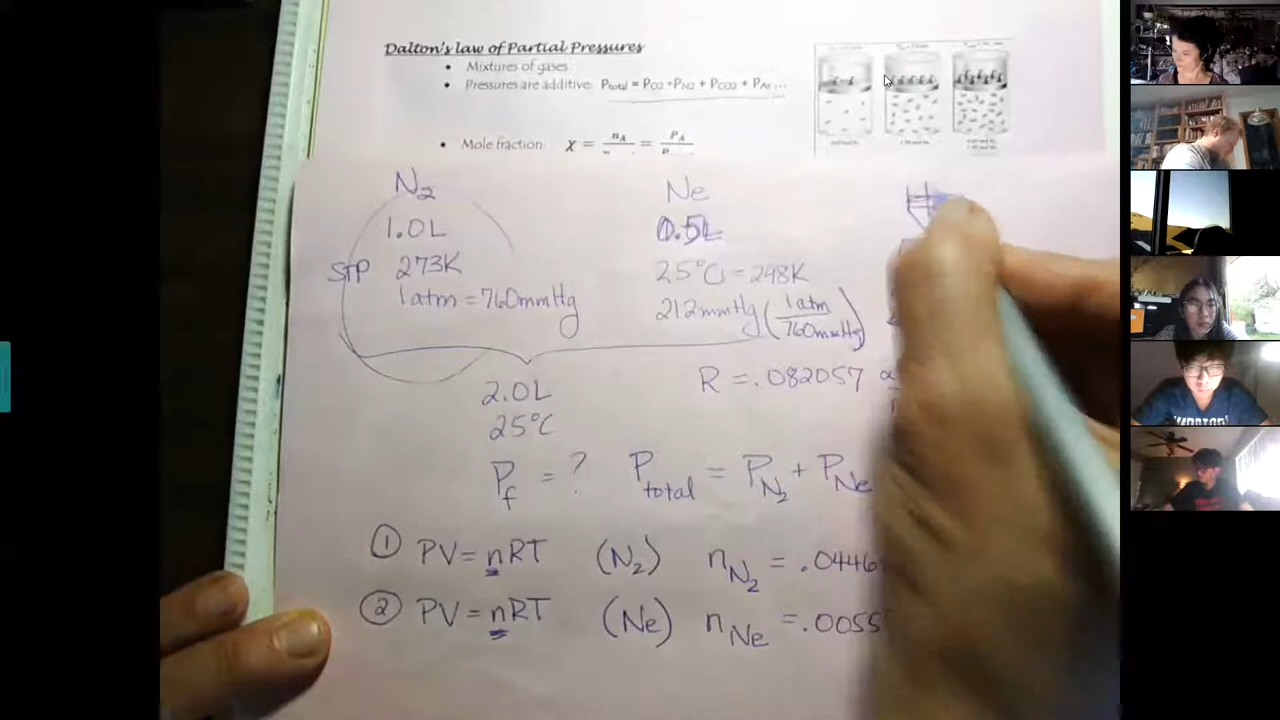 Dalton's law of Partial Pressures
• Mixtures of gases
• Pressures are additive: Ptotal = PO2 + PN2 + PCO2 + PAr ...
• Mole fraction: χ = nA = PA
N2
1.0L
STP 273K
1atm = 760mmHg
Ne
0.5L
25°C = 298K
212mmHg (1atm/760mmHg)
R = .082057
2.0L
25°C
Pf = ? Ptotal = PN2 + PNe
① PV = nRT (N2) nN2 = .0446
② PV = nRT (Ne) nNe = .0055